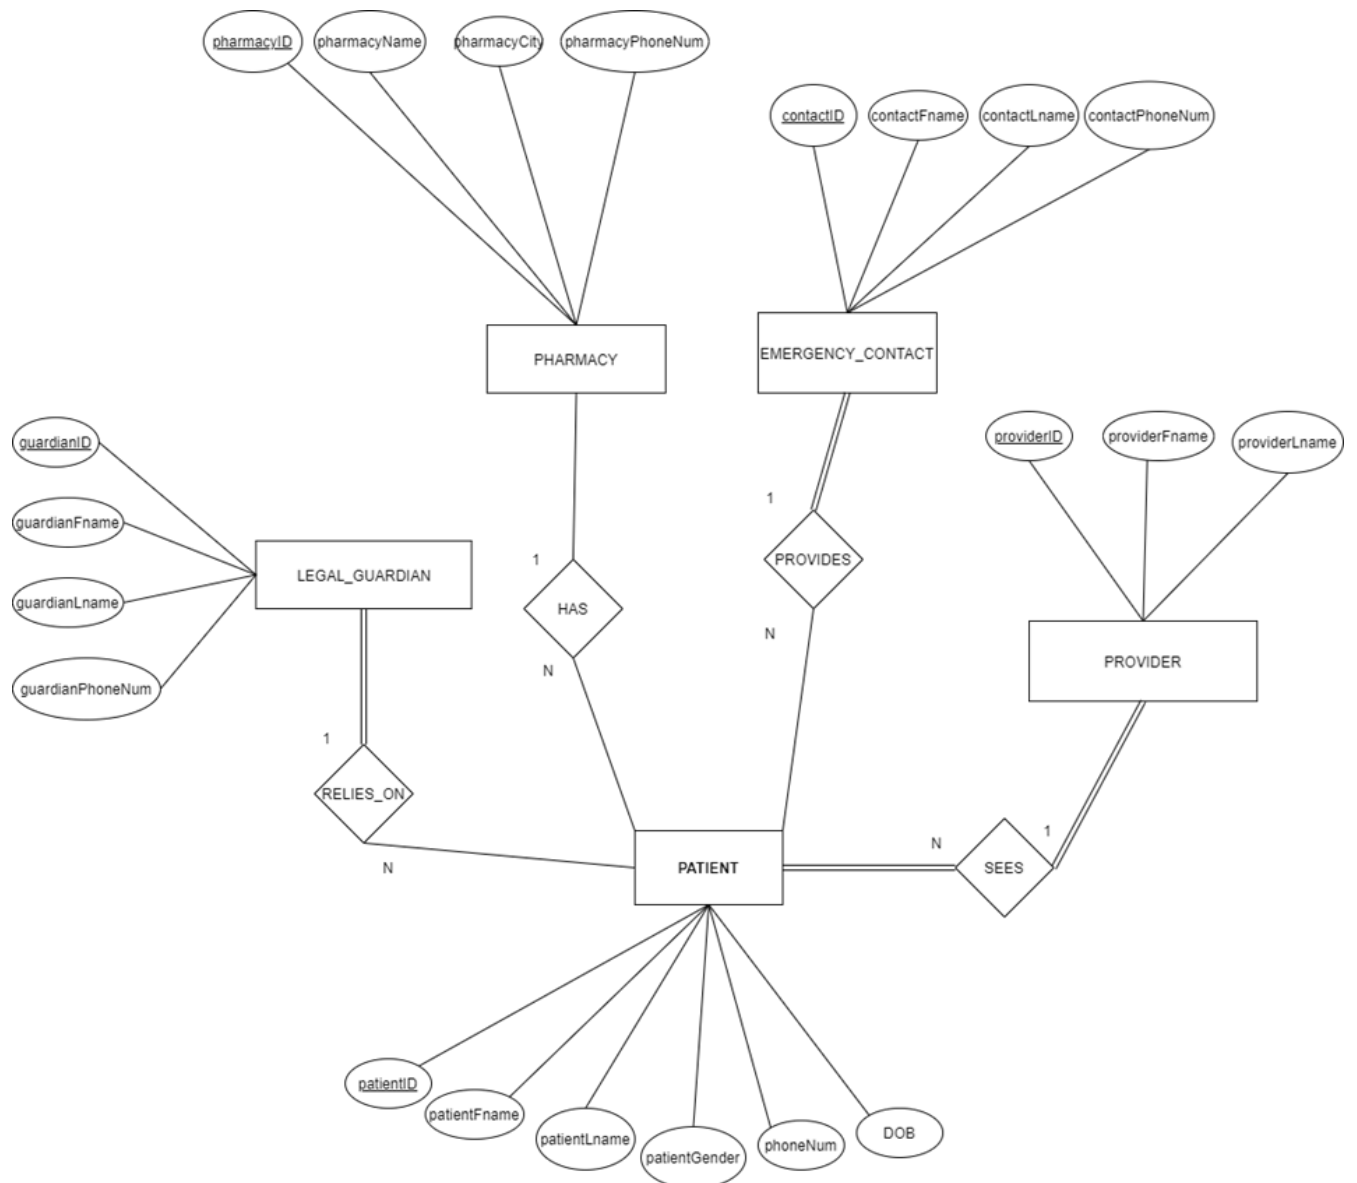 pharmacyID
pharmacyName
pharmacyCity
pharmacyPhoneNum
contactID
contactFname
contactLname
contactPhoneNum
PHARMACY
EMERGENCY_CONTACT
guardianID
guardianFname
guardianLname
guardianPhoneNum
LEGAL_GUARDIAN
providerID
providerFname
providerLname
1
HAS
N
1
PROVIDES
N
PROVIDER
1
RELIES_ON
N
PATIENT
N
SEES
1
patientID
patientFname
patientLname
patientGender
phoneNum
DOB